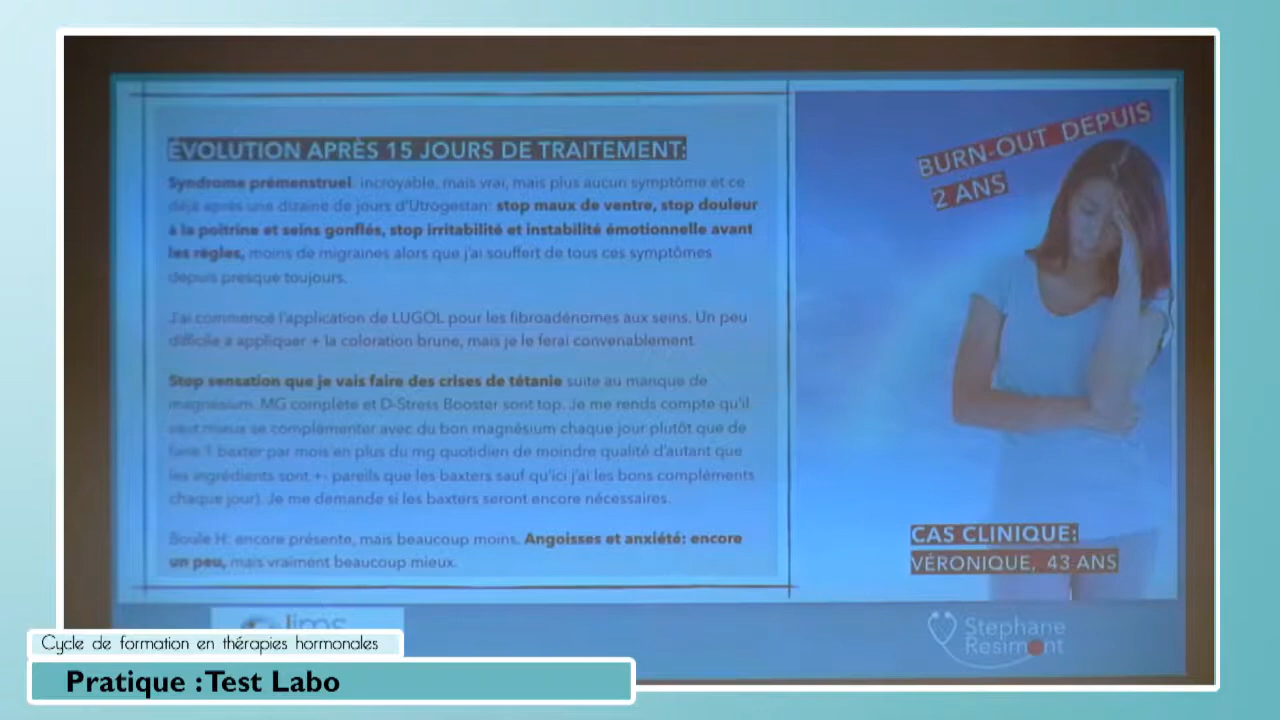 ÉVOLUTION APRÈS 15 JOURS DE TRAITEMENT:
Syndrome prémenstruel: incroyable, mais vrai, mais plus aucun symptôme et ce
déjà après une dizaine de jours d'Utrogestan: stop maux de ventre, stop douleur
à la poitrine et seins gonflés, stop irritabilité et instabilité émotionnelle avant
les règles, moins de migraines alors que j'ai souffert de tous ces symptômes
depuis presque toujours.
J'ai commencé l'application de LUGOL pour les fibroadénomes aux seins. Un peu
difficile à appliquer + la coloration brune, mais je le ferai convenablement
Stop sensation que je vais faire des crises de tétanie suite au manque de
magnésium. MG complète et D-Stress Booster sont top. Je me rends compte qu'il
vaut mieux se complémenter avec du bon magnésium chaque jour plutôt que de
faire 1 baxter par mois en plus du mg quotidien de moindre qualité d'autant que
les ingrédients sont +- pareils que les baxters sauf qu'ici j'ai les bons compléments
chaque jour). Je me demande si les baxters seront encore nécessaires.
Boule H: encore présente, mais beaucoup moins. Angoisses et anxiété: encore
un peu, mais vraiment beaucoup mieux.
BURN-OUT DEPUIS
2 ANS
CAS CLINIQUE:
VÉRONIQUE, 43 ANS
Stephane
Resimont
Cycle de formation en thérapies hormonales
Pratique : Test Labo